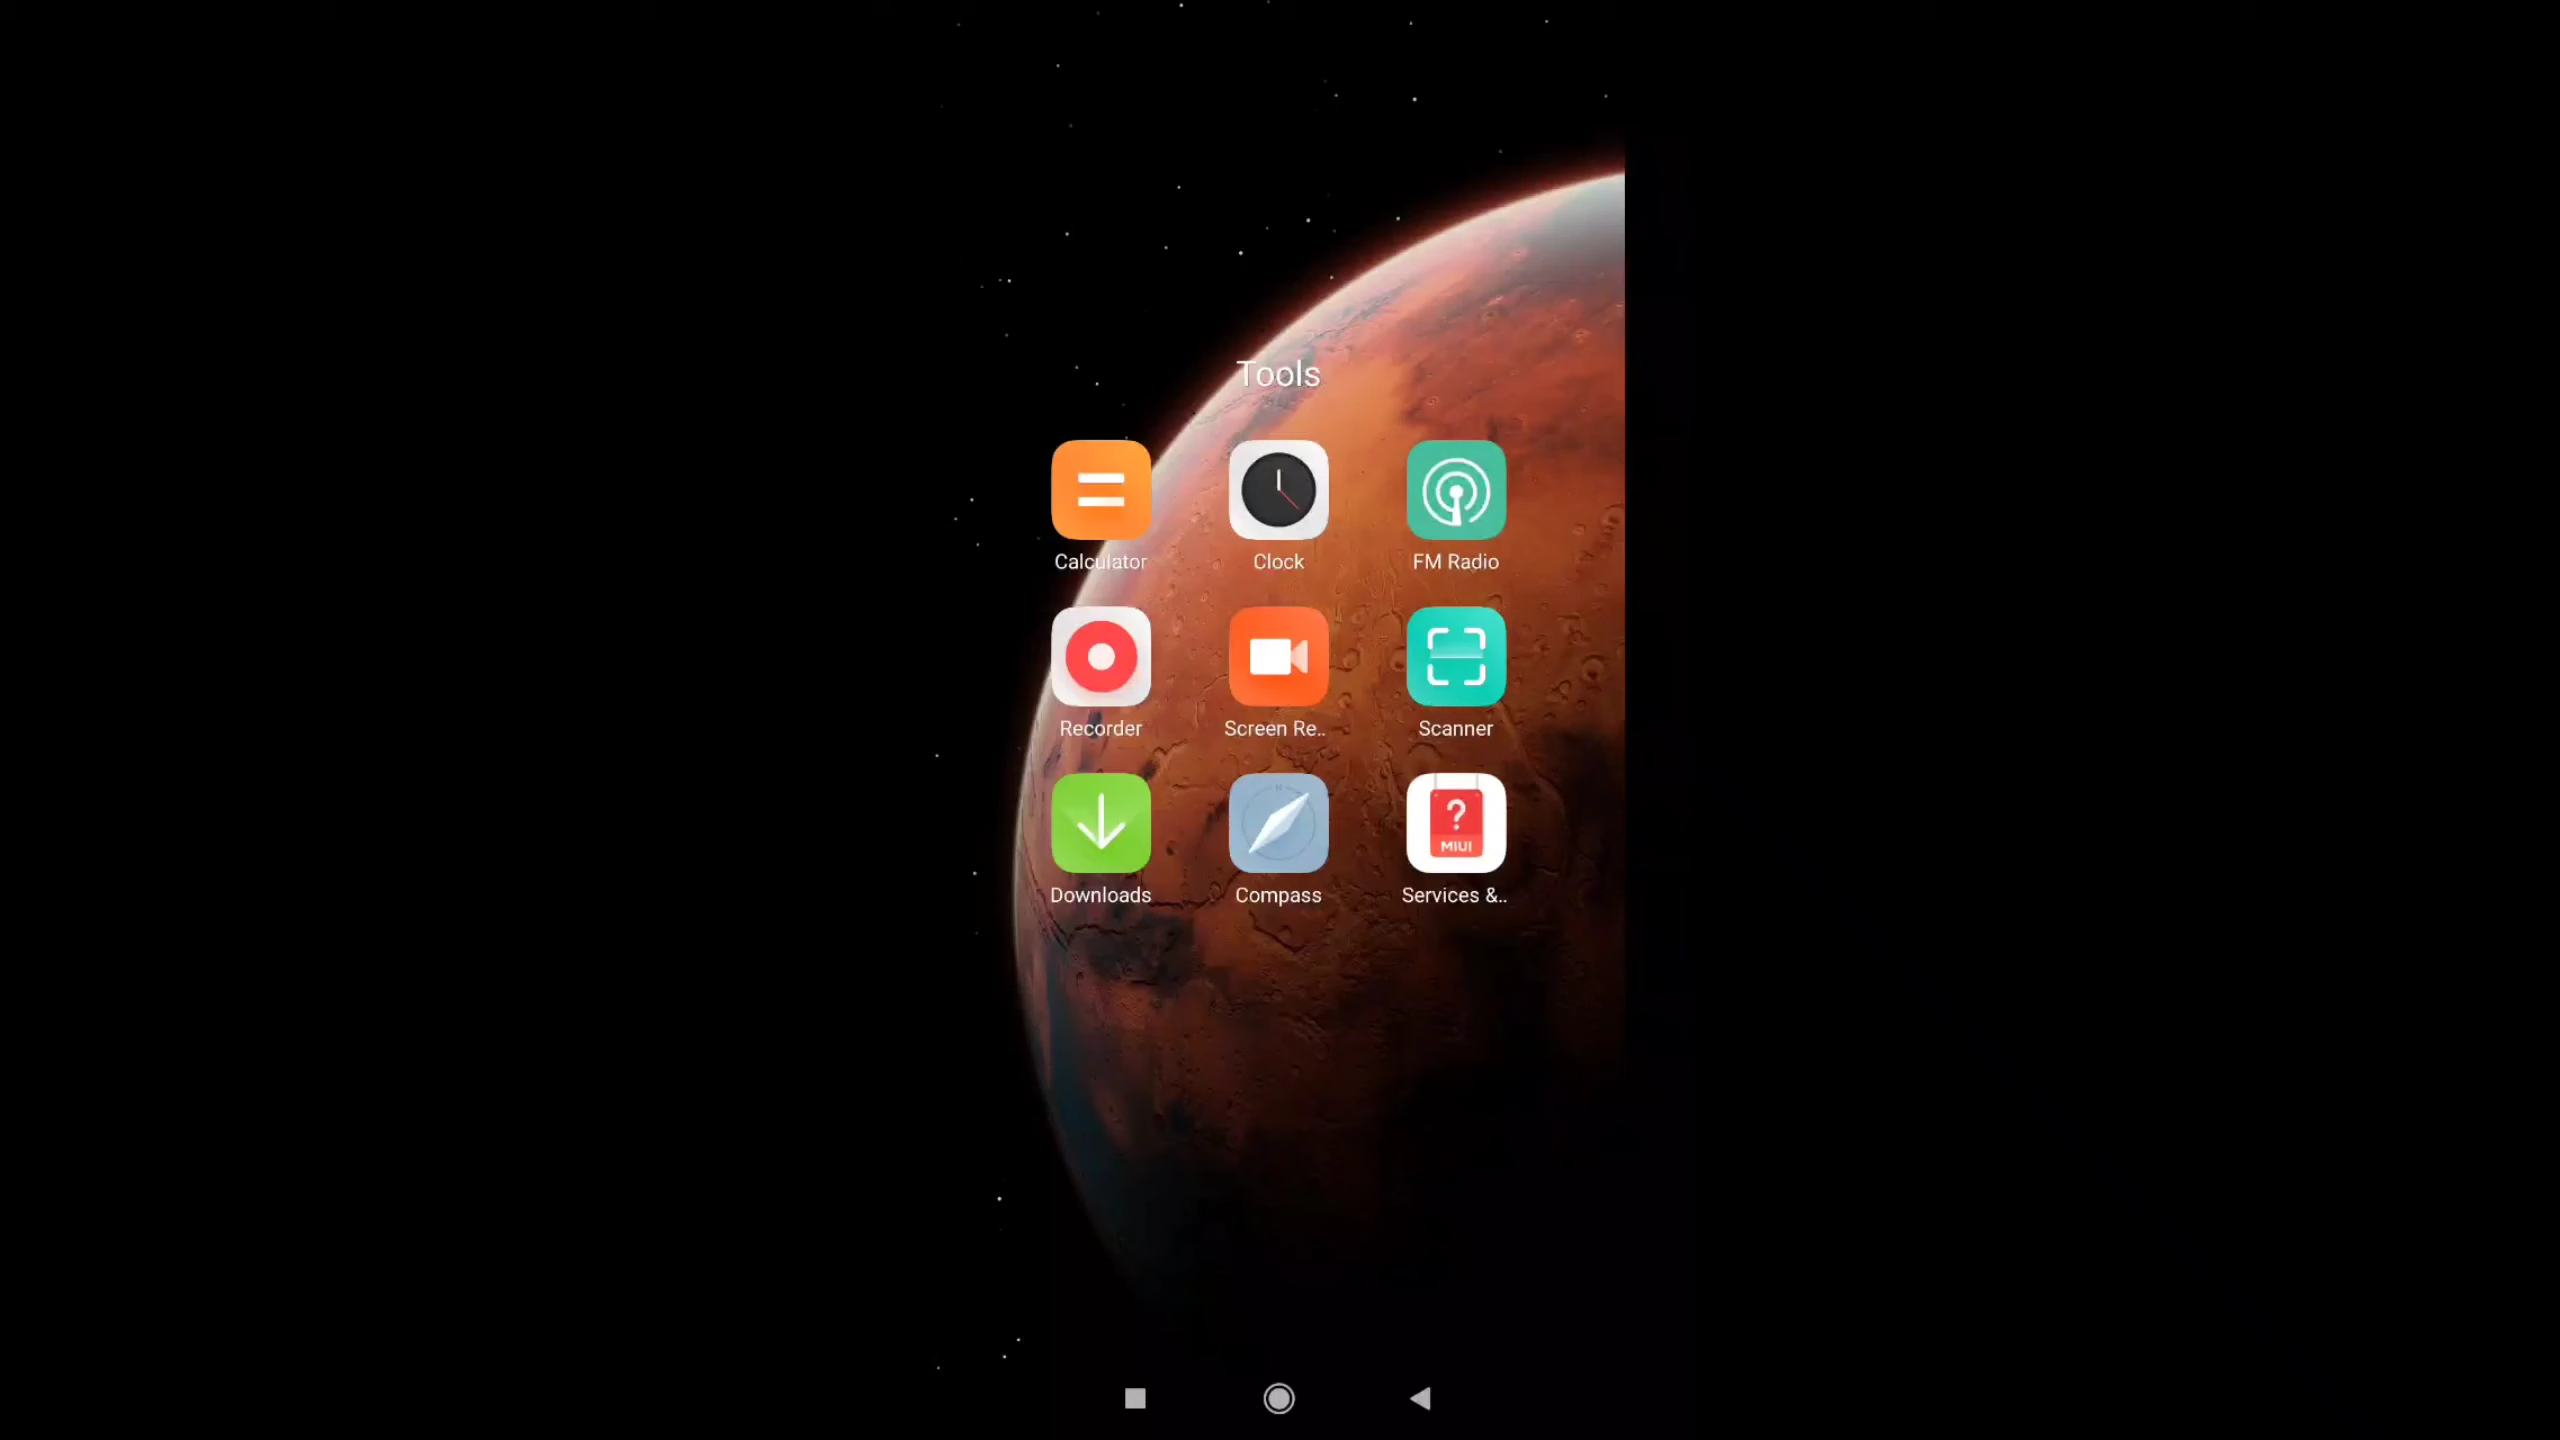 Tools
Calculator
Clock
FM Radio
Recorder
Screen Re..
Scanner
?
MIUI
Downloads
Compass
Services &..